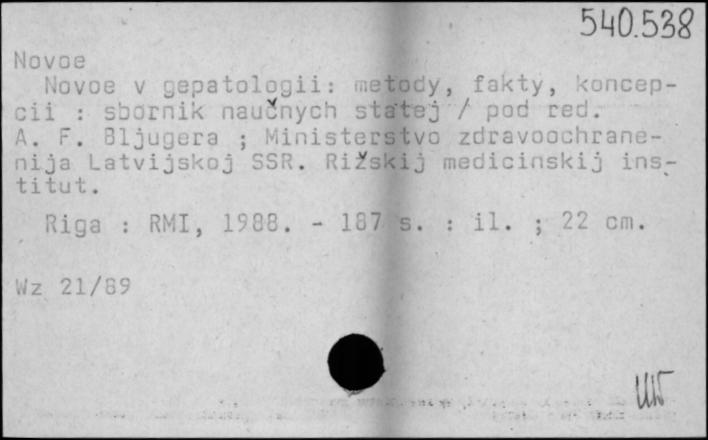 540.538
Novoe
Novoe v gepatologii: metody, fakty, koncep-
cii : sbornik naučnych statej / pod red.
A. F. Bljugera ; Ministerstvo zdravoochrane-
nija Latvijskoj SSR. Rižskij medicinskij ins-
titut.
Riga : RMI, 1988. - 187 s. : il. ; 22 cm.
Wz 21/89